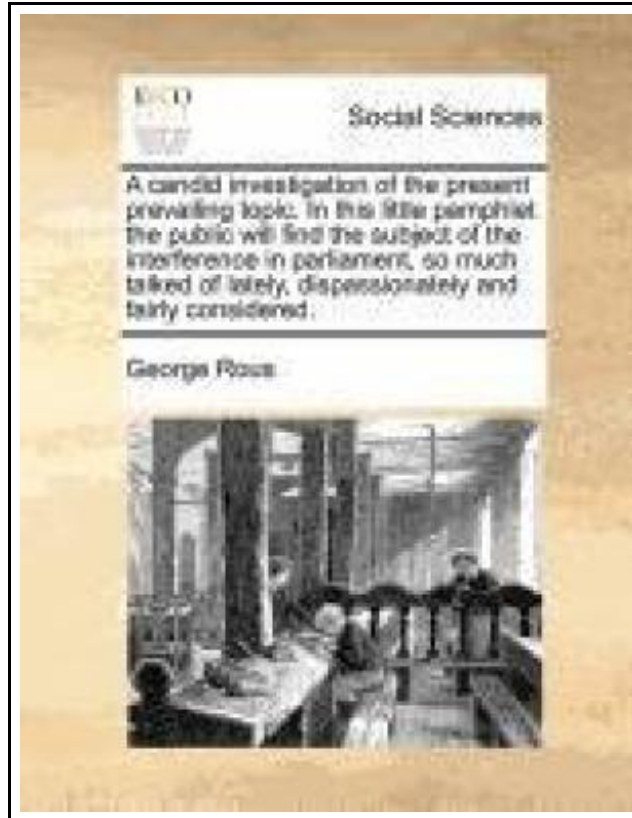 ECCO
Social Sciences
A candid investigation of the present
prevailing topic. In this little pamphlet
the public will find the subject of the
interference in parliament, so much
talked of lately, dispassionately and
fairly considered.
George Rous